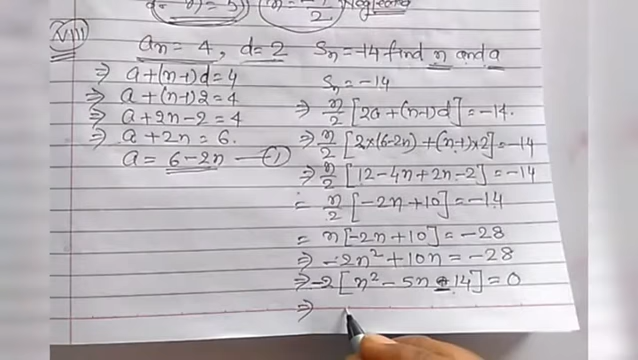 (viii) an = 4, d = 2 Sn = -14 find n and a
⇒ a + (n-1)d = 4
⇒ a + (n-1)2 = 4
⇒ a + 2n - 2 = 4
⇒ a + 2n = 6.
a = 6 - 2n —①
Sn = -14
⇒ n/2 [2a + (n-1)d] = -14.
⇒ n/2 [2×(6-2n) + (n-1)×2] = -14
⇒ n/2 [12 - 4n + 2n - 2] = -14
= n/2 [-2n + 10] = -14
= n[-2n + 10] = -28
⇒ -2n² + 10n = -28
⇒ -2[n² - 5n - 14] = 0
⇒